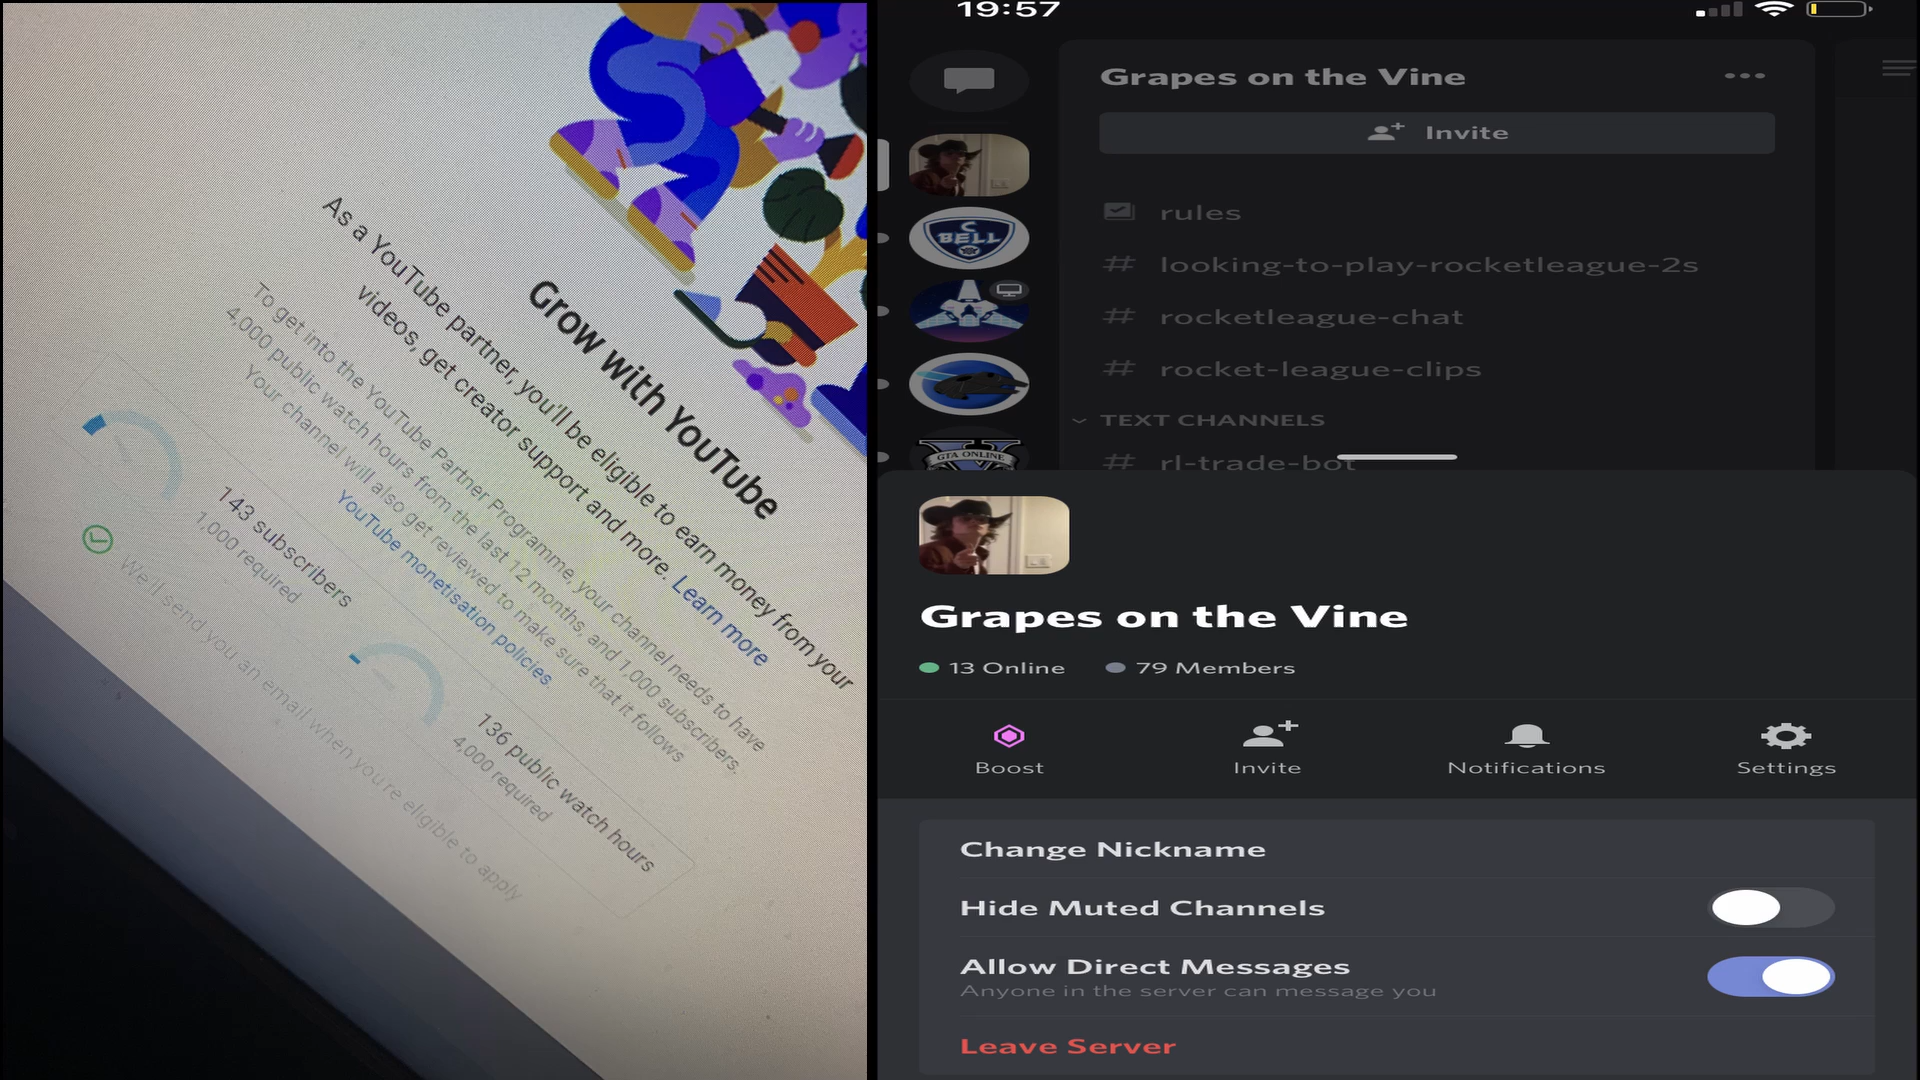 Grow with YouTube
As a YouTube partner, you'll be eligible to earn money from your
videos, get creator support and more. Learn more
To get into the YouTube Partner Programme, your channel needs to have
4,000 public watch hours from the last 12 months, and 1,000 subscribers.
Your channel will also get reviewed to make sure that it follows
YouTube monetisation policies.
143 subscribers
1,000 required
136 public watch hours
4,000 required
We'll send you an email when you're eligible to apply
19:57
Grapes on the Vine
Invite
rules
looking-to-play-rocketleague-2s
rocketleague-chat
rocket-league-clips
TEXT CHANNELS
rl-trade-bot
C
BELL
GTA ONLINE
Grapes on the Vine
13 Online 79 Members
Boost Invite Notifications Settings
Change Nickname
Hide Muted Channels
Allow Direct Messages
Anyone in the server can message you
Leave Server